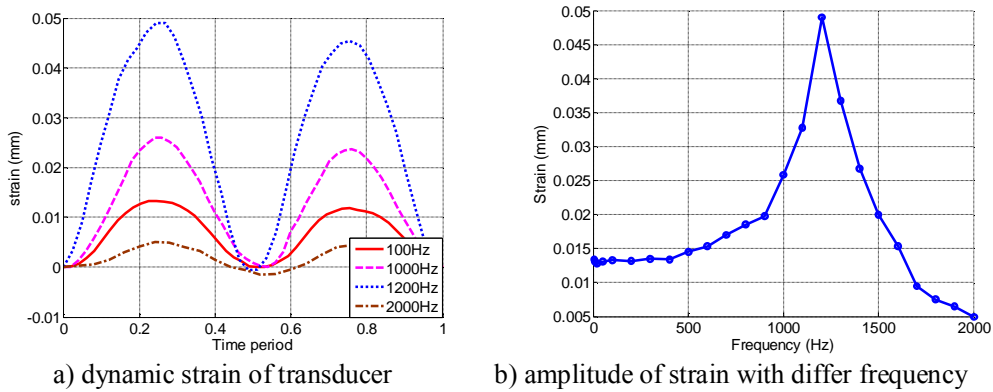 0.05
0.04
0.03
0.02
0.01
0
-0.01
strain (mm)
0
0.2
0.4
0.6
0.8
1
Time period
100Hz
1000Hz
1200Hz
2000Hz
a) dynamic strain of transducer
0.05
0.045
0.04
0.035
0.03
0.025
0.02
0.015
0.01
0.005
Strain (mm)
0
500
1000
1500
2000
Frequency (Hz)
b) amplitude of strain with differ frequency